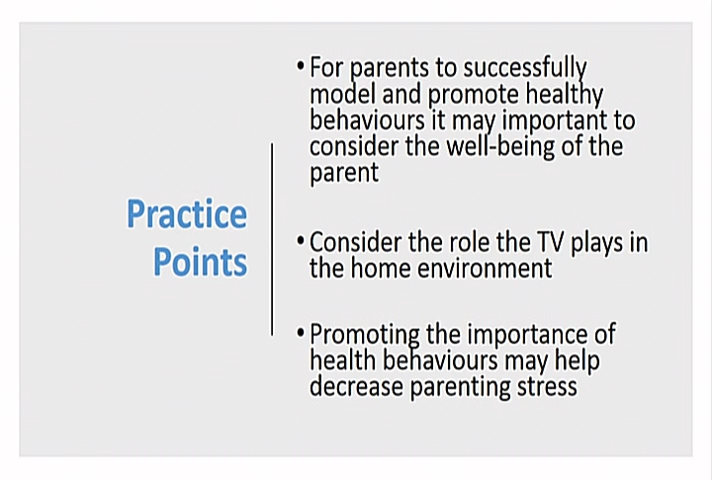 Practice
Points
• For parents to successfully
model and promote healthy
behaviours it may important to
consider the well-being of the
parent
• Consider the role the TV plays in
the home environment
• Promoting the importance of
health behaviours may help
decrease parenting stress